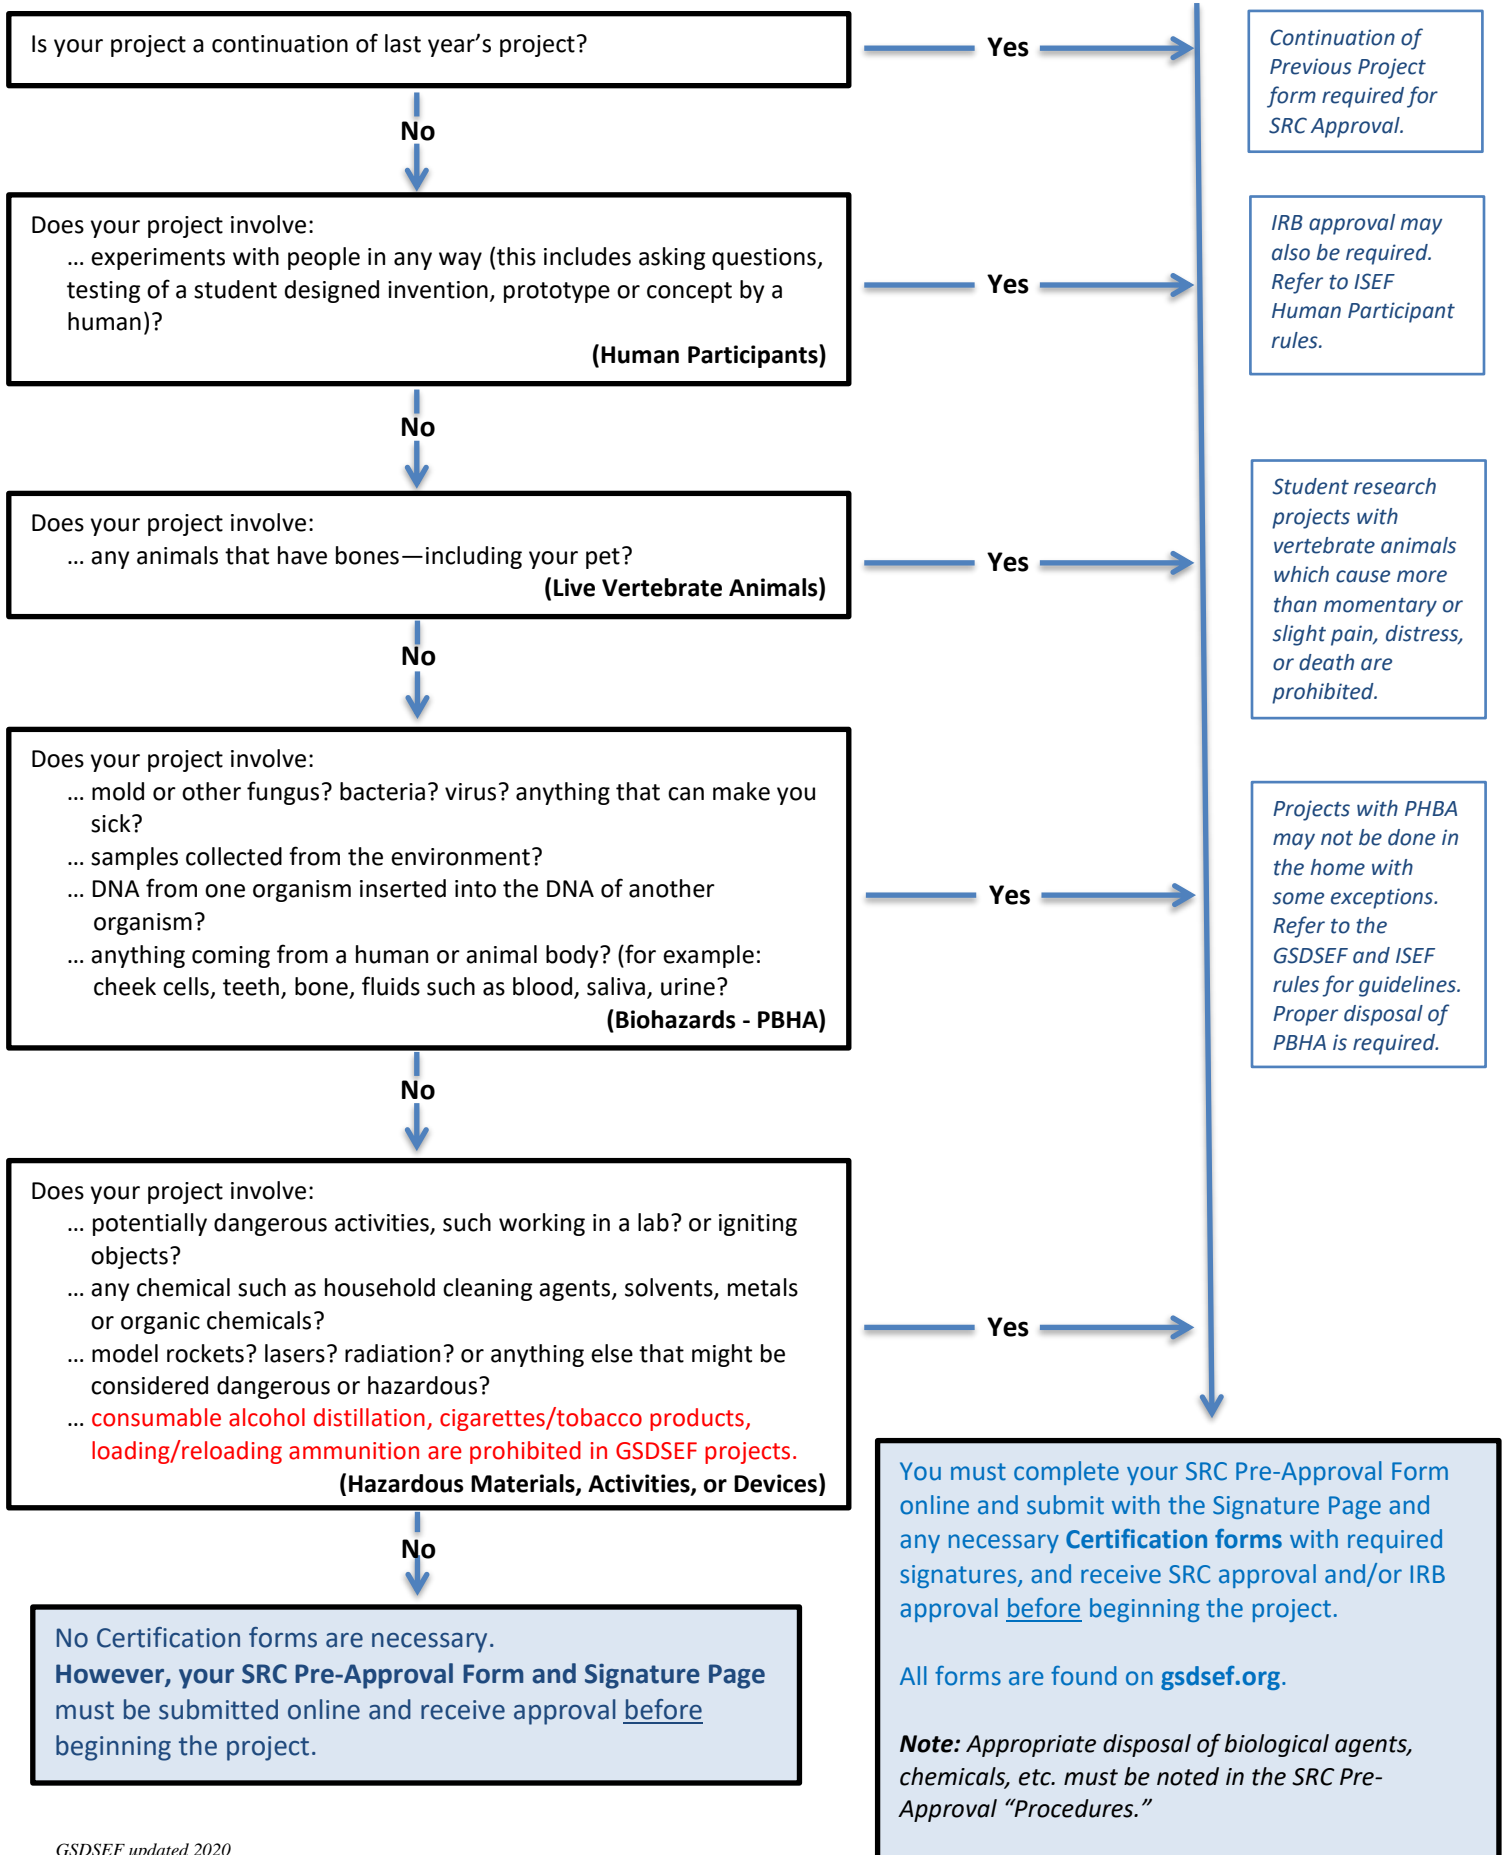 Is your project a continuation of last year's project?
Yes
Continuation of
Previous Project
form required for
SRC Approval.
No
Does your project involve:
… experiments with people in any way (this includes asking questions,
testing of a student designed invention, prototype or concept by a
human)?
(Human Participants)
Yes
IRB approval may
also be required.
Refer to ISEF
Human Participant
rules.
No
Does your project involve:
… any animals that have bones—including your pet?
(Live Vertebrate Animals)
Yes
Student research
projects with
vertebrate animals
which cause more
than momentary or
slight pain, distress,
or death are
prohibited.
No
Does your project involve:
… mold or other fungus? bacteria? virus? anything that can make you
sick?
… samples collected from the environment?
… DNA from one organism inserted into the DNA of another
organism?
… anything coming from a human or animal body? (for example:
cheek cells, teeth, bone, fluids such as blood, saliva, urine?
(Biohazards - PBHA)
Yes
Projects with PHBA
may not be done in
the home with
some exceptions.
Refer to the
GSDSEF and ISEF
rules for guidelines.
Proper disposal of
PBHA is required.
No
Does your project involve:
… potentially dangerous activities, such working in a lab? or igniting
objects?
… any chemical such as household cleaning agents, solvents, metals
or organic chemicals?
… model rockets? lasers? radiation? or anything else that might be
considered dangerous or hazardous?
… consumable alcohol distillation, cigarettes/tobacco products,
loading/reloading ammunition are prohibited in GSDSEF projects.
(Hazardous Materials, Activities, or Devices)
Yes
No
No Certification forms are necessary.
However, your SRC Pre-Approval Form and Signature Page
must be submitted online and receive approval before
beginning the project.
You must complete your SRC Pre-Approval Form
online and submit with the Signature Page and
any necessary Certification forms with required
signatures, and receive SRC approval and/or IRB
approval before beginning the project.
All forms are found on gsdsef.org.
Note: Appropriate disposal of biological agents,
chemicals, etc. must be noted in the SRC Pre-
Approval “Procedures.”
GSDSEF updated 2020